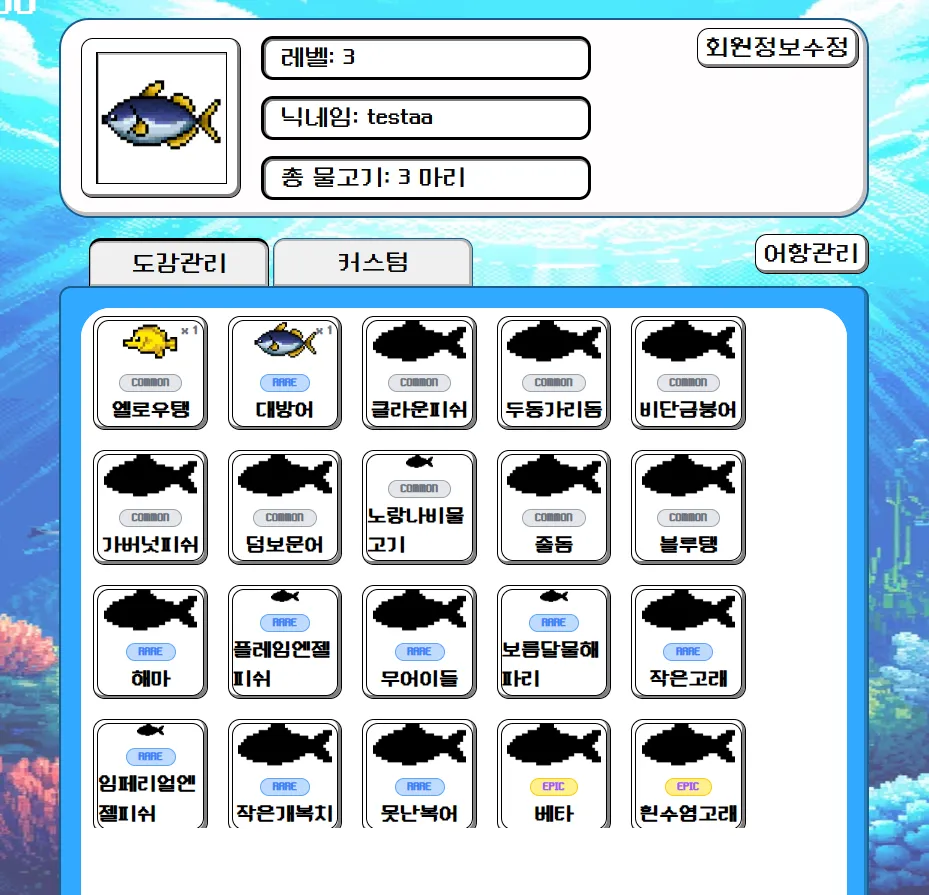 레벨: 3
회원정보수정
닉네임: testaa
총 물고기: 3 마리
도감관리
커스텀
어항관리
x 1
COMMON
옐로우탱
x 1
RARE
대방어
COMMON
클라운피쉬
COMMON
두동가리돔
COMMON
비단금붕어
COMMON
가버넛피쉬
COMMON
덤보문어
COMMON
노랑나비물
고기
COMMON
줄돔
COMMON
블루탱
RARE
해마
RARE
플레임엔젤
피쉬
RARE
무어이들
RARE
보름달물해
파리
RARE
작은고래
RARE
임페리얼엔
젤피쉬
RARE
작은개복치
RARE
못난복어
EPIC
베타
EPIC
흰수염고래